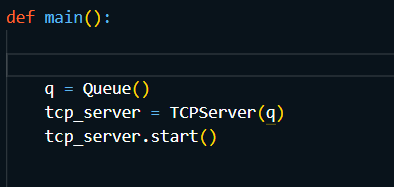 def main():
    q = Queue()
    tcp_server = TCPServer(q)
    tcp_server.start()